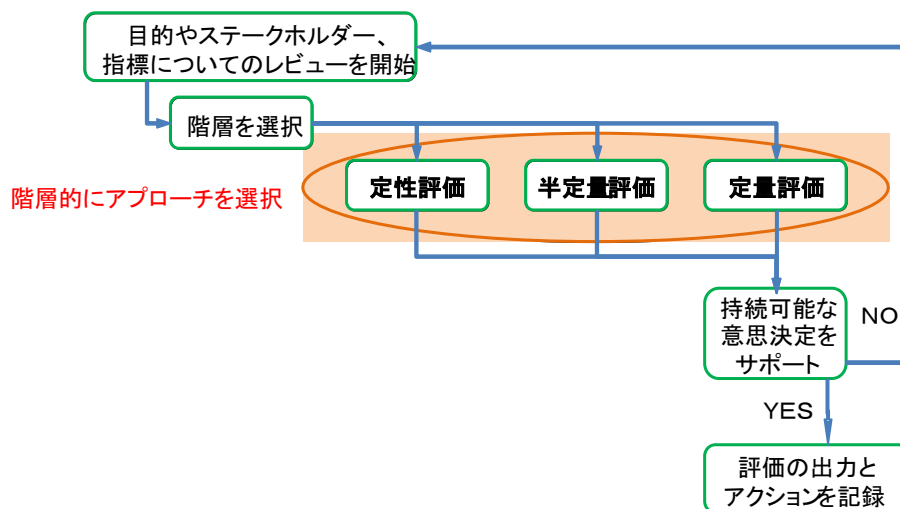 目的やステークホルダー、
指標についてのレビューを開始
階層を選択
階層的にアプローチを選択
定性評価
半定量評価
定量評価
持続可能な
意思決定を
サポート
NO
YES
評価の出力と
アクションを記録